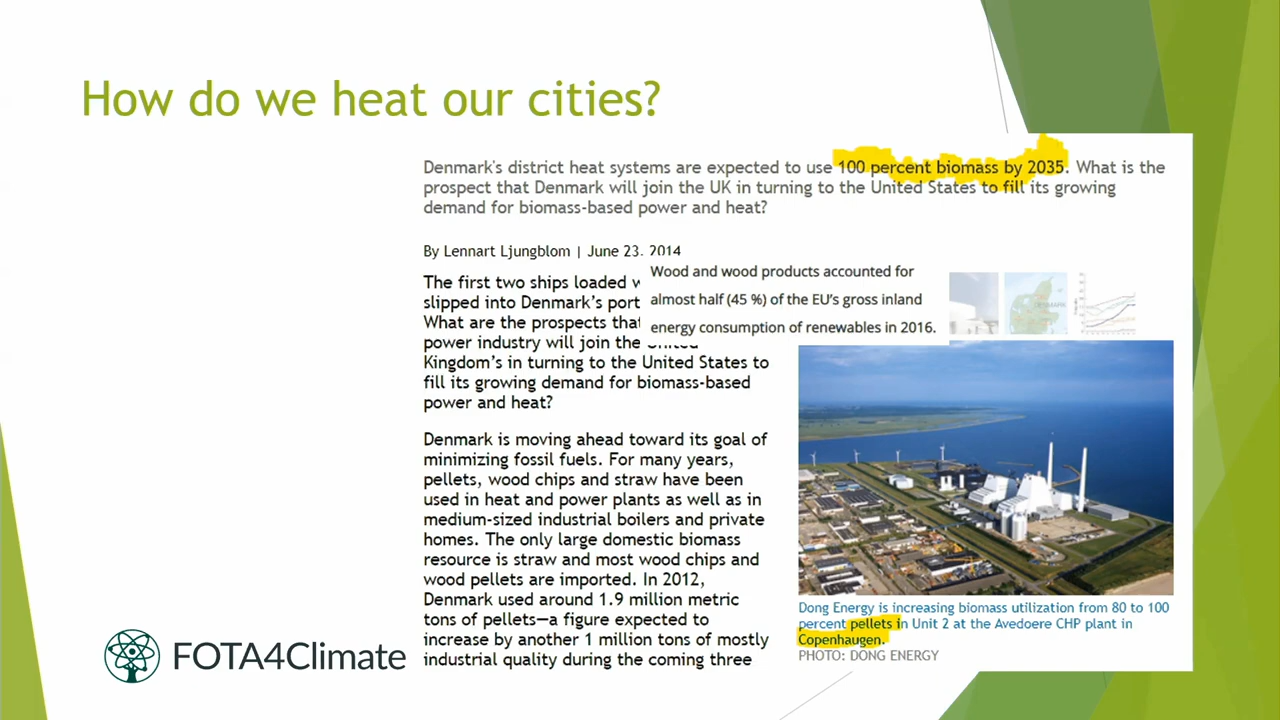 How do we heat our cities?
Denmark's district heat systems are expected to use 100 percent biomass by 2035. What is the
prospect that Denmark will join the UK in turning to the United States to fill its growing
demand for biomass-based power and heat?
By Lennart Ljungblom | June 23, 2014
The first two ships loaded
slipped into Denmark's port
What are the prospects that
power industry will join the United
Kingdom's in turning to the United States to
fill its growing demand for biomass-based
power and heat?
Wood and wood products accounted for
almost half (45 %) of the EU's gross inland
energy consumption of renewables in 2016.
Denmark is moving ahead toward its goal of
minimizing fossil fuels. For many years,
pellets, wood chips and straw have been
used in heat and power plants as well as in
medium-sized industrial boilers and private
homes. The only large domestic biomass
resource is straw and most wood chips and
wood pellets are imported. In 2012,
Denmark used around 1.9 million metric
tons of pellets—a figure expected to
increase by another 1 million tons of mostly
industrial quality during the coming three
DENMARK
Dong Energy is increasing biomass utilization from 80 to 100
percent pellets in Unit 2 at the Avedoere CHP plant in
Copenhaugen.
PHOTO: DONG ENERGY
FOTA4Climate